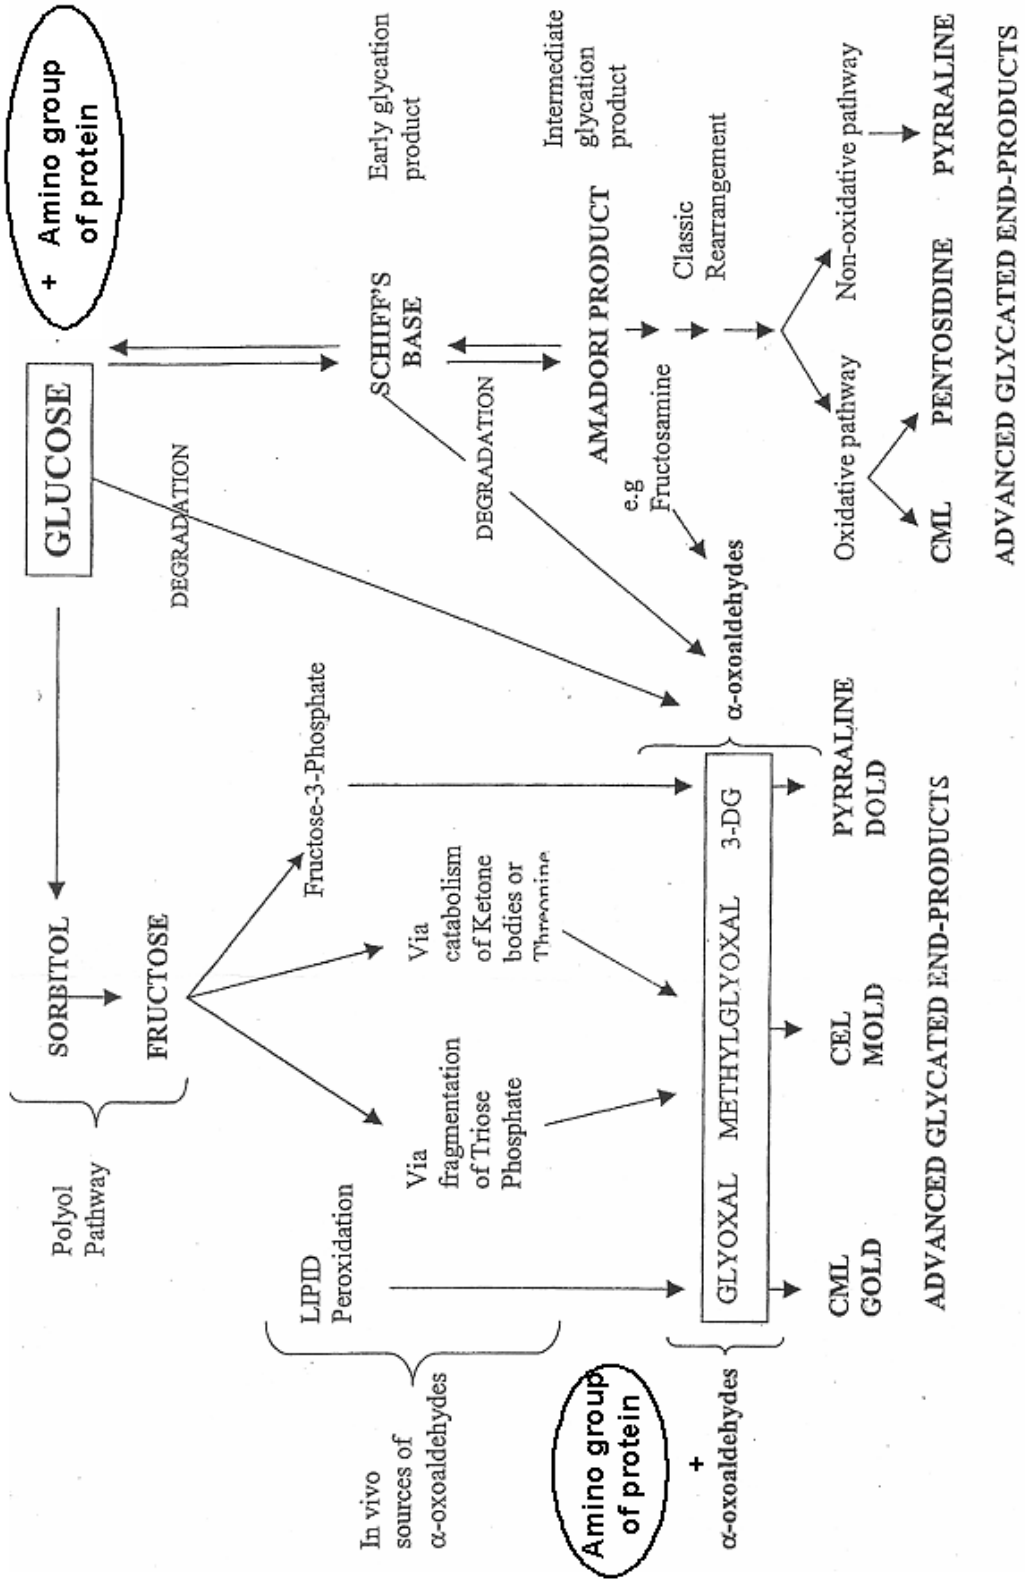 Polyol
Pathway
SORBITOL
FRUCTOSE
GLUCOSE
+ Amino group
of protein
DEGRADATION
In vivo
sources of
α-oxoaldehydes
LIPID
Peroxidation
Fructose-3-Phosphate
Via
fragmentation
of Triose
Phosphate
Via
catabolism
of Ketone
bodies or
Threonine
SCHIFF'S
BASE
Early glycation
product
DEGRADATION
AMADORI PRODUCT
Intermediate
glycation
product
e.g
Fructosamine
Classic
Rearrangement
Amino group
of protein
+
α-oxoaldehydes
GLYOXAL METHYLGLYOXAL 3-DG
α-oxoaldehydes
CML
GOLD
CEL
MOLD
PYRRALINE
DOLD
ADVANCED GLYCATED END-PRODUCTS
Oxidative pathway
Non-oxidative pathway
CML
PENTOSIDINE
PYRRALINE
ADVANCED GLYCATED END-PRODUCTS